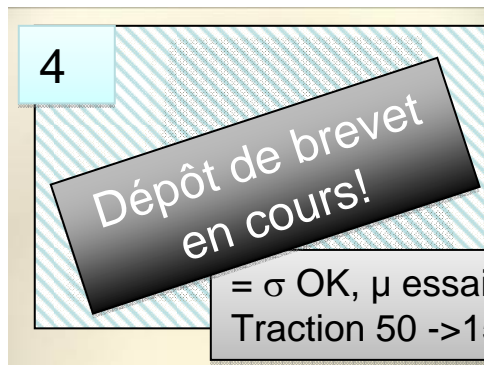 4
Dépôt de brevet
en cours!
= σ OK, µ essai
Traction 50 ->1